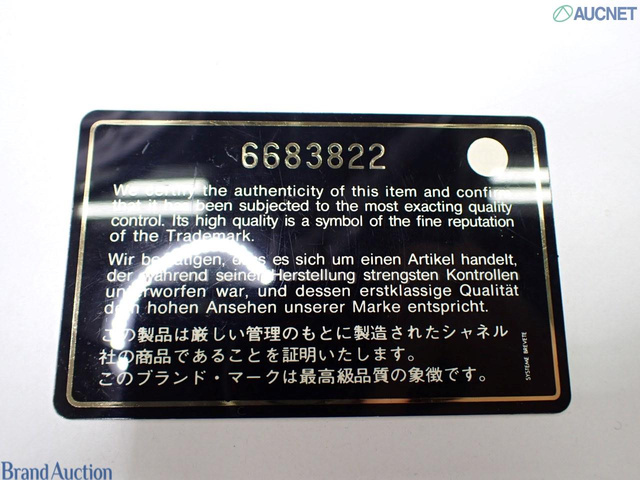 AUCNET
6683822
We certify the authenticity of this item and confirm
that it has been subjected to the most exacting quality
control. Its high quality is a symbol of the fine reputation
of the Trademark.
Wir bestätigen, dass es sich um einen Artikel handelt,
der während seiner Herstellung strengsten Kontrollen
unterworfen war, und dessen erstklassige Qualität
dem hohen Ansehen unserer Marke entspricht.
この製品は厳しい管理のもとに製造されたシャネル
社の商品であることを証明いたします。
このブランド・マークは最高級品質の象徴です。
SYSTEME BREVETE
Brand Auction